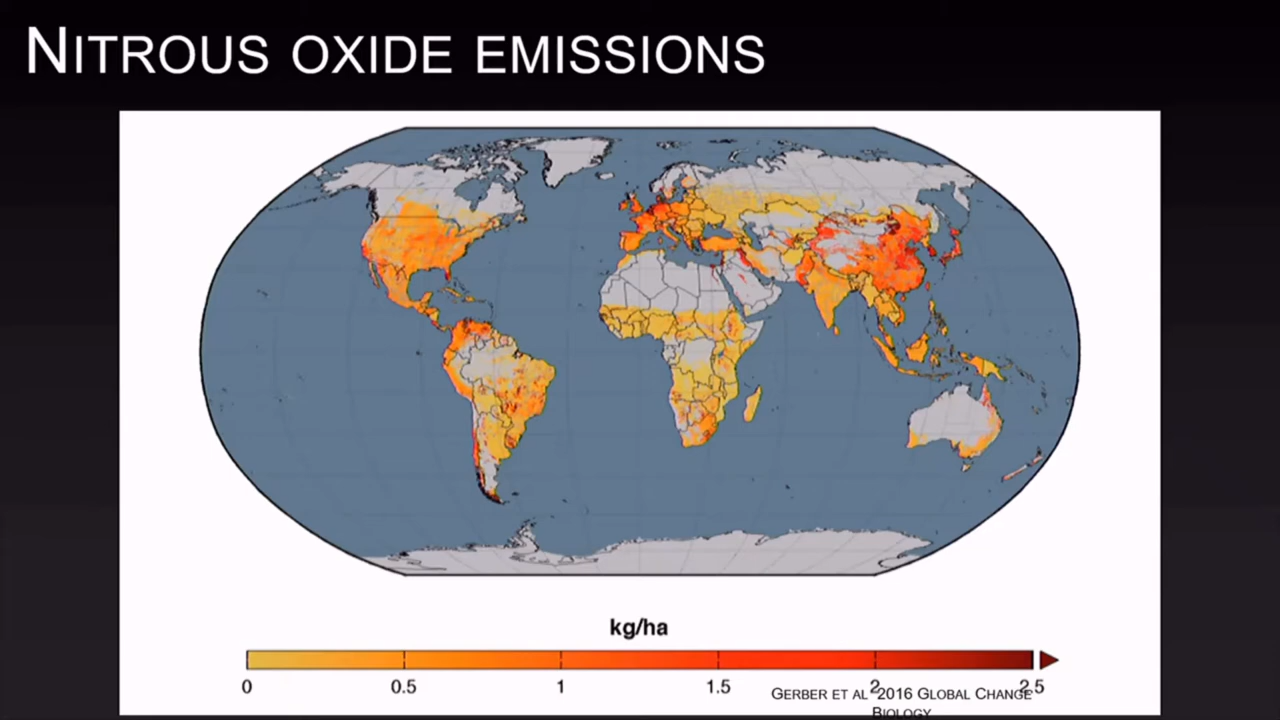 NITROUS OXIDE EMISSIONS
kg/ha
0 0.5 1 1.5 2 2.5
GERBER ET AL 2016 GLOBAL CHANGE
BIOLOGY